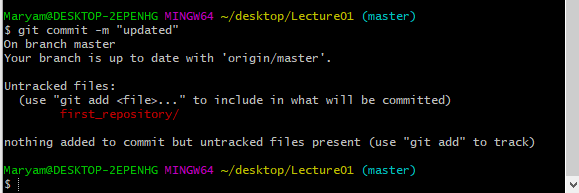 Maryam@DESKTOP-2EPENHG MINGW64 ~/desktop/Lecture01 (master)
$ git commit -m "updated"
On branch master
Your branch is up to date with 'origin/master'.
Untracked files:
  (use "git add <file>..." to include in what will be committed)
        first_repository/
nothing added to commit but untracked files present (use "git add" to track)
Maryam@DESKTOP-2EPENHG MINGW64 ~/desktop/Lecture01 (master)
$